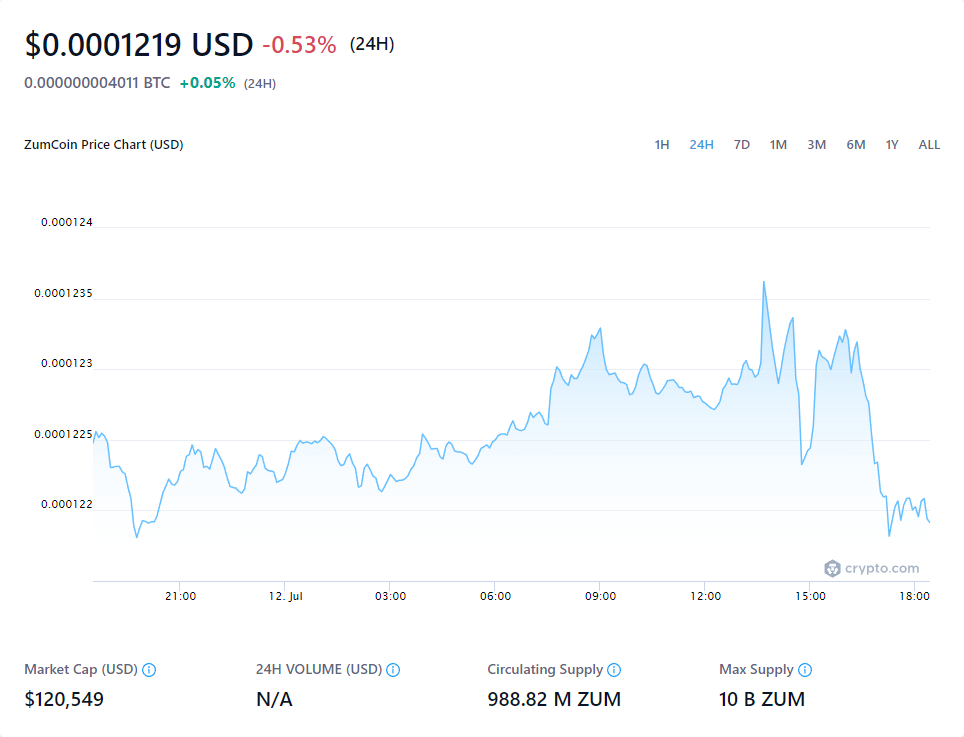 $0.0001219 USD -0.53% (24H)
0.000000004011 BTC +0.05% (24H)
ZumCoin Price Chart (USD)
1H 24H 7D 1M 3M 6M 1Y ALL
0.000124
0.0001235
0.000123
0.0001225
0.000122
crypto.com
21:00 12. Jul 03:00 06:00 09:00 12:00 15:00 18:00
Market Cap (USD) 24H VOLUME (USD) Circulating Supply Max Supply
$120,549 N/A 988.82 M ZUM 10 B ZUM